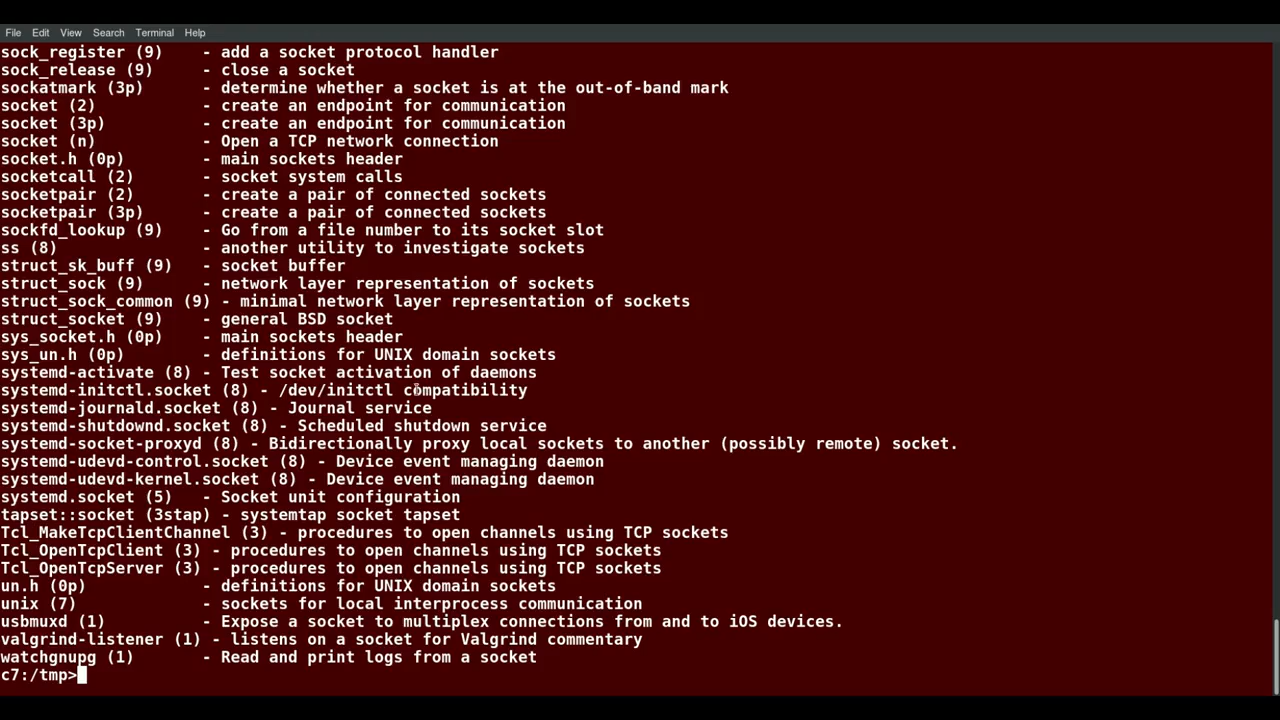 File Edit View Search Terminal Help
sock_register (9)    - add a socket protocol handler
sock_release (9)     - close a socket
sockatmark (3p)      - determine whether a socket is at the out-of-band mark
socket (2)           - create an endpoint for communication
socket (3p)          - create an endpoint for communication
socket (n)           - Open a TCP network connection
socket.h (0p)        - main sockets header
socketcall (2)       - socket system calls
socketpair (2)       - create a pair of connected sockets
socketpair (3p)      - create a pair of connected sockets
sockfd_lookup (9)    - Go from a file number to its socket slot
ss (8)               - another utility to investigate sockets
struct_sk_buff (9)   - socket buffer
struct_sock (9)      - network layer representation of sockets
struct_sock_common (9) - minimal network layer representation of sockets
struct_socket (9)    - general BSD socket
sys_socket.h (0p)    - main sockets header
sys_un.h (0p)        - definitions for UNIX domain sockets
systemd-activate (8) - Test socket activation of daemons
systemd-initctl.socket (8) - /dev/initctl compatibility
systemd-journald.socket (8) - Journal service
systemd-shutdownd.socket (8) - Scheduled shutdown service
systemd-socket-proxyd (8) - Bidirectionally proxy local sockets to another (possibly remote) socket.
systemd-udevd-control.socket (8) - Device event managing daemon
systemd-udevd-kernel.socket (8) - Device event managing daemon
systemd.socket (5)   - Socket unit configuration
tapset::socket (3stap) - systemtap socket tapset
Tcl_MakeTcpClientChannel (3) - procedures to open channels using TCP sockets
Tcl_OpenTcpClient (3) - procedures to open channels using TCP sockets
Tcl_OpenTcpServer (3) - procedures to open channels using TCP sockets
un.h (0p)            - definitions for UNIX domain sockets
unix (7)             - sockets for local interprocess communication
usbmuxd (1)          - Expose a socket to multiplex connections from and to iOS devices.
valgrind-listener (1) - listens on a socket for Valgrind commentary
watchgnupg (1)       - Read and print logs from a socket
c7:/tmp>